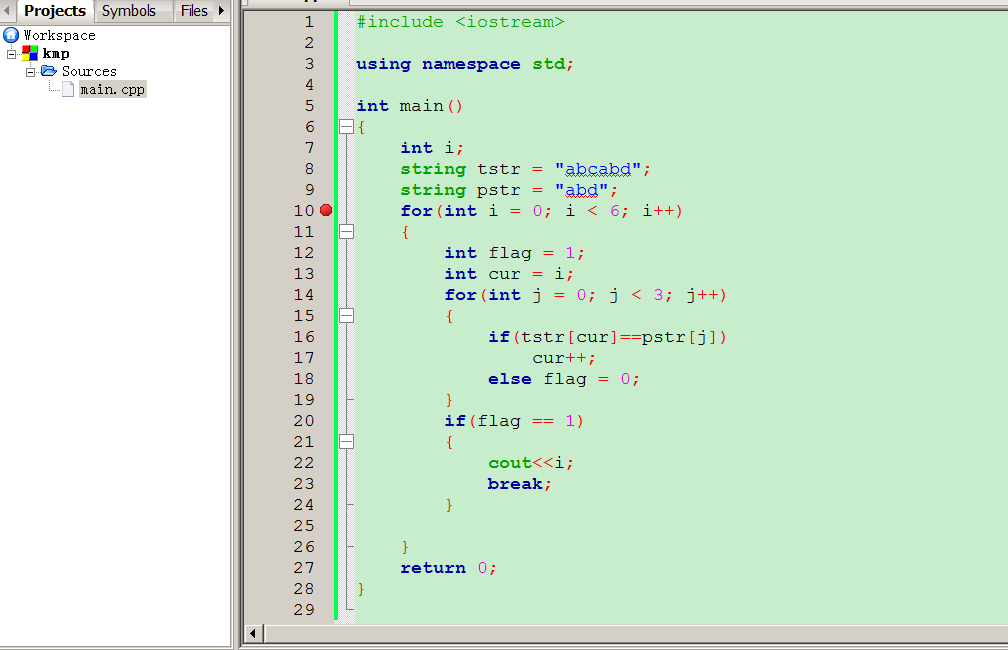 Projects Symbols Files
Workspace
kmp
Sources
main.cpp
1 #include <iostream>
2
3 using namespace std;
4
5 int main()
6 {
7 int i;
8 string tstr = "abcabd";
9 string pstr = "abd";
10 for(int i = 0; i < 6; i++)
11 {
12 int flag = 1;
13 int cur = i;
14 for(int j = 0; j < 3; j++)
15 {
16 if(tstr[cur]==pstr[j])
17 cur++;
18 else flag = 0;
19 }
20 if(flag == 1)
21 {
22 cout<<i;
23 break;
24 }
25
26 }
27 return 0;
28 }
29